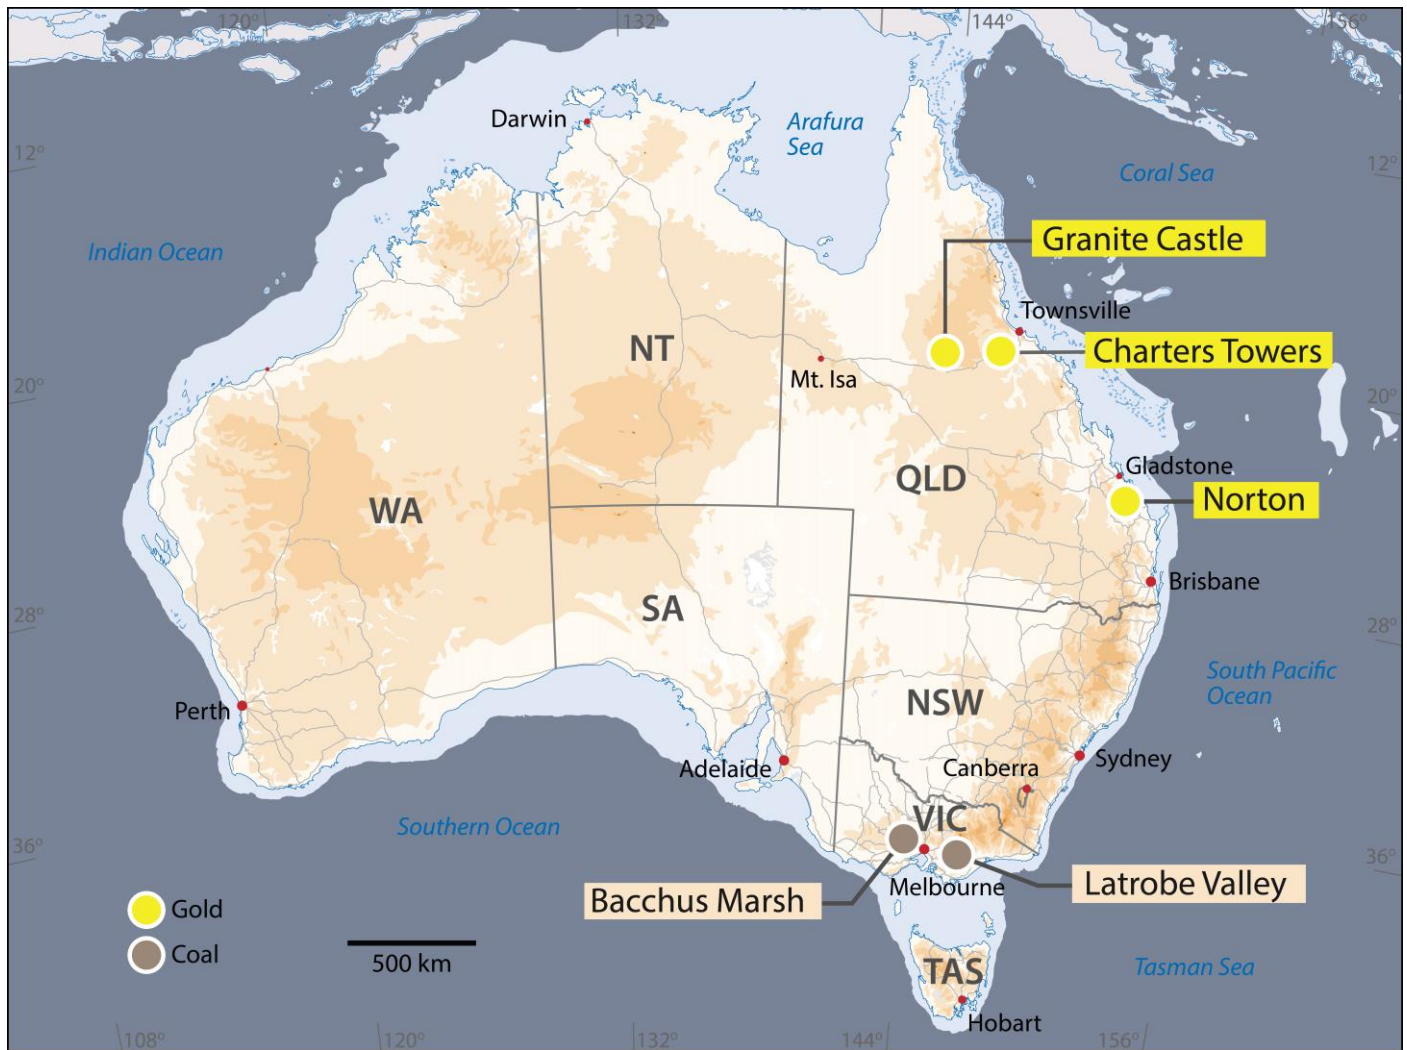 120°
132°
144°
156°
Darwin
Arafura
Sea
12°
12°
Coral Sea
Indian Ocean
Granite Castle
Townsville
NT
Charters Towers
Mt. Isa
20°
20°
Gladstone
QLD
WA
Norton
Brisbane
SA
28°
28°
South Pacific
Ocean
NSW
Perth
Sydney
Adelaide
Canberra
VIC
Southern Ocean
36°
36°
Melbourne
Latrobe Valley
Bacchus Marsh
Gold
Coal
500 km
TAS
Tasman Sea
Hobart
108°
120°
132°
144°
156°